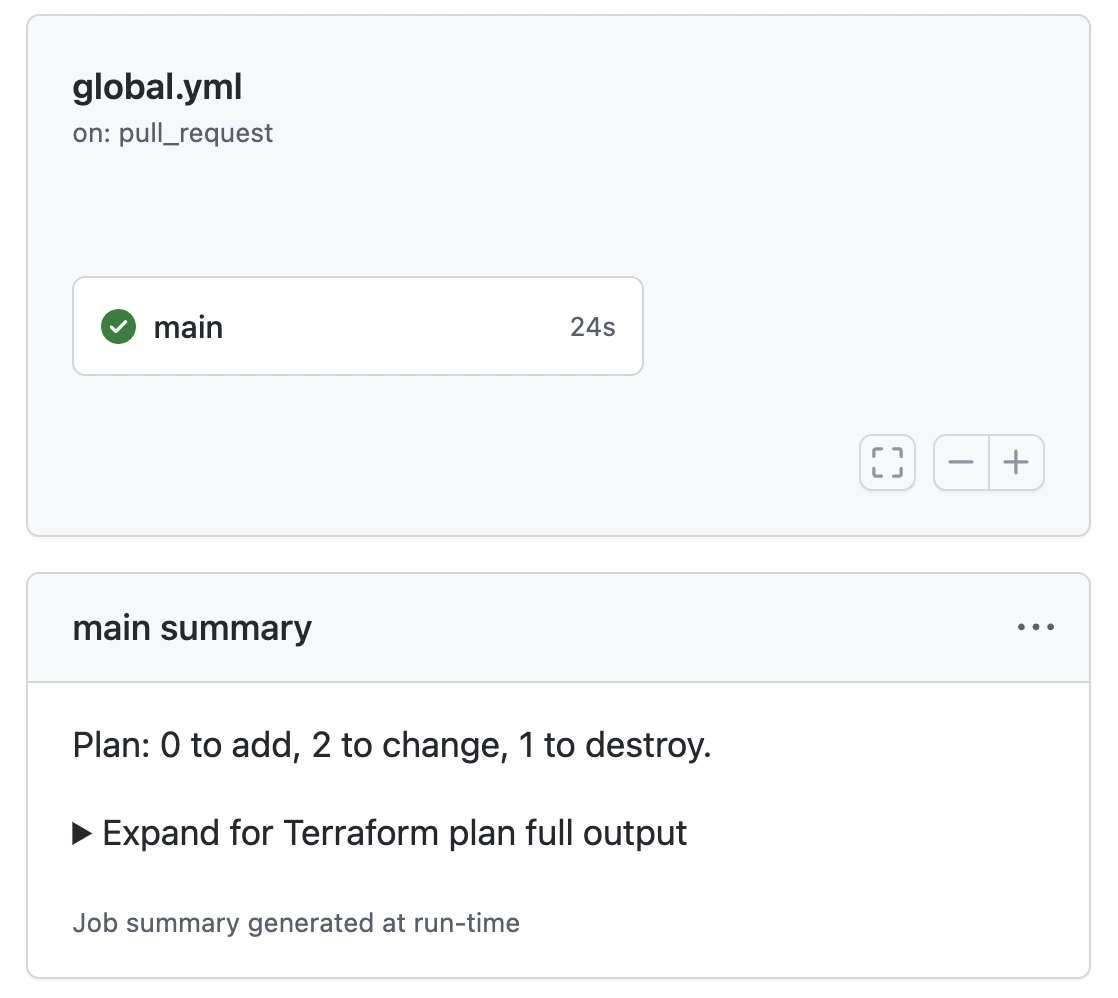 global.yml
on: pull_request
main 24s
main summary
Plan: 0 to add, 2 to change, 1 to destroy.
Expand for Terraform plan full output
Job summary generated at run-time